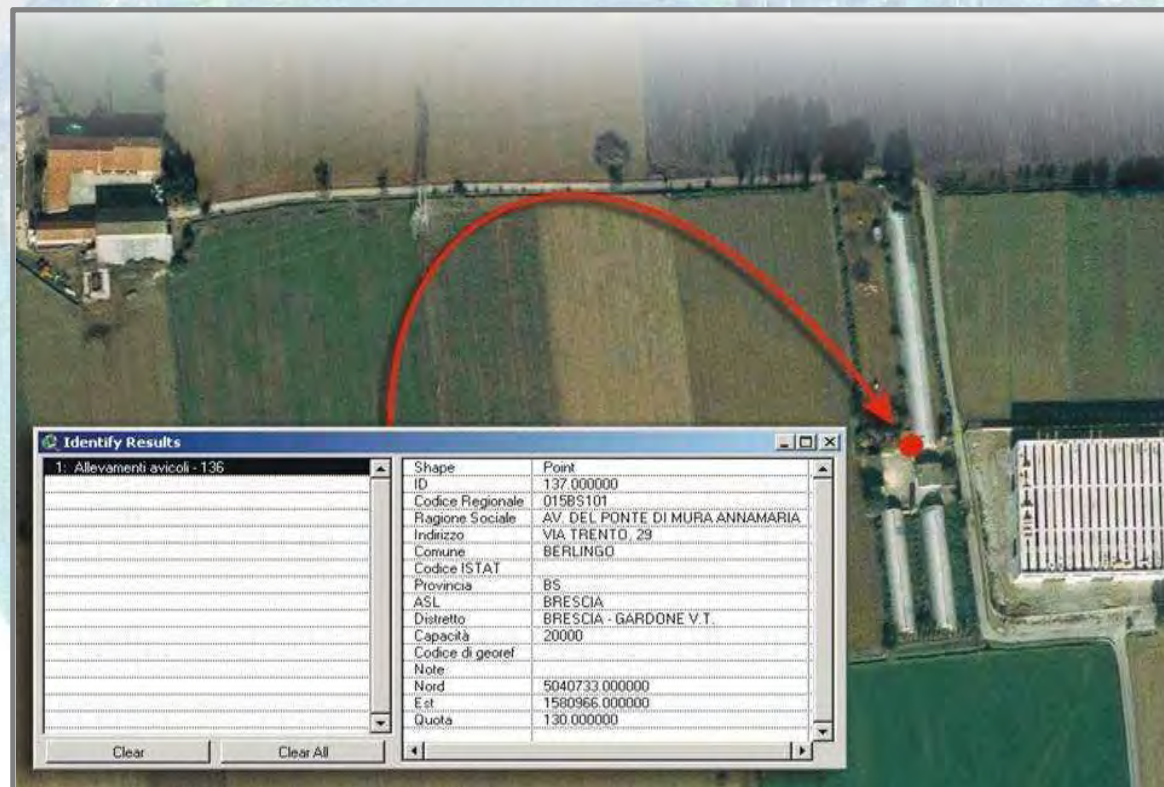 Identify Results
1: Allevamenti avicoli - 136
Shape Point
ID 137.000000
Codice Regionale 015BS101
Ragione Sociale AV. DEL PONTE DI MURA ANNAMARIA
Indirizzo VIA TRENTO, 29
Comune BERLINGO
Codice ISTAT
Provincia BS
ASL BRESCIA
Distretto BRESCIA - GARDONE V.T.
Capacità 20000
Codice di georef
Note
Nord 5040733.000000
Est 1580966.000000
Quota 130.000000
Clear Clear All